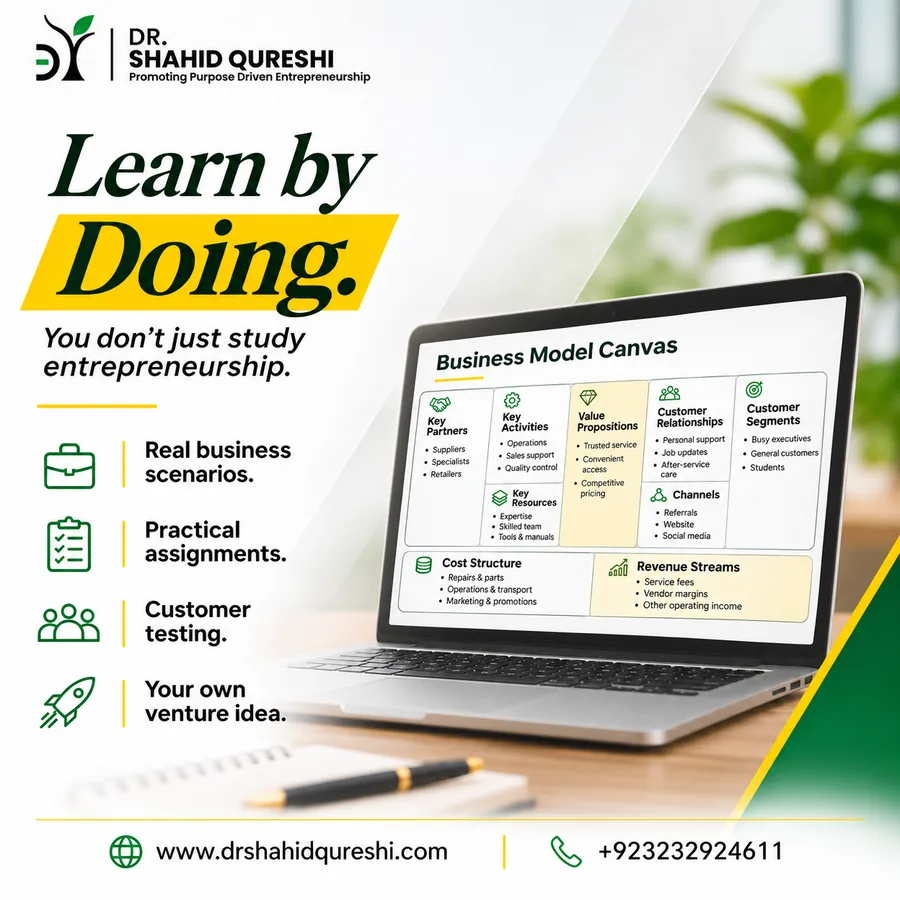 DR.
SHAHID QURESHI
Promoting Purpose Driven Entrepreneurship
Learn by
Doing.
You don't just study
entrepreneurship.
Real business
scenarios.
Practical
assignments.
Customer
testing.
Your own
venture idea.
Business Model Canvas
Key
Partners
• Suppliers
• Specialists
• Retailers
Key
Activities
• Operations
• Sales support
• Quality control
Key
Resources
• Expertise
• Skilled team
• Tools & manuals
Value
Propositions
• Trusted service
• Convenient
access
• Competitive
pricing
Customer
Relationships
• Personal support
• Job updates
• After-service
care
Channels
• Referrals
• Website
• Social media
Customer
Segments
• Busy executives
• General customers
• Students
Cost Structure
• Repairs & parts
• Operations & transport
• Marketing & promotions
Revenue Streams
• Service fees
• Vendor margins
• Other operating income
www.drshahidqureshi.com
+923232924611